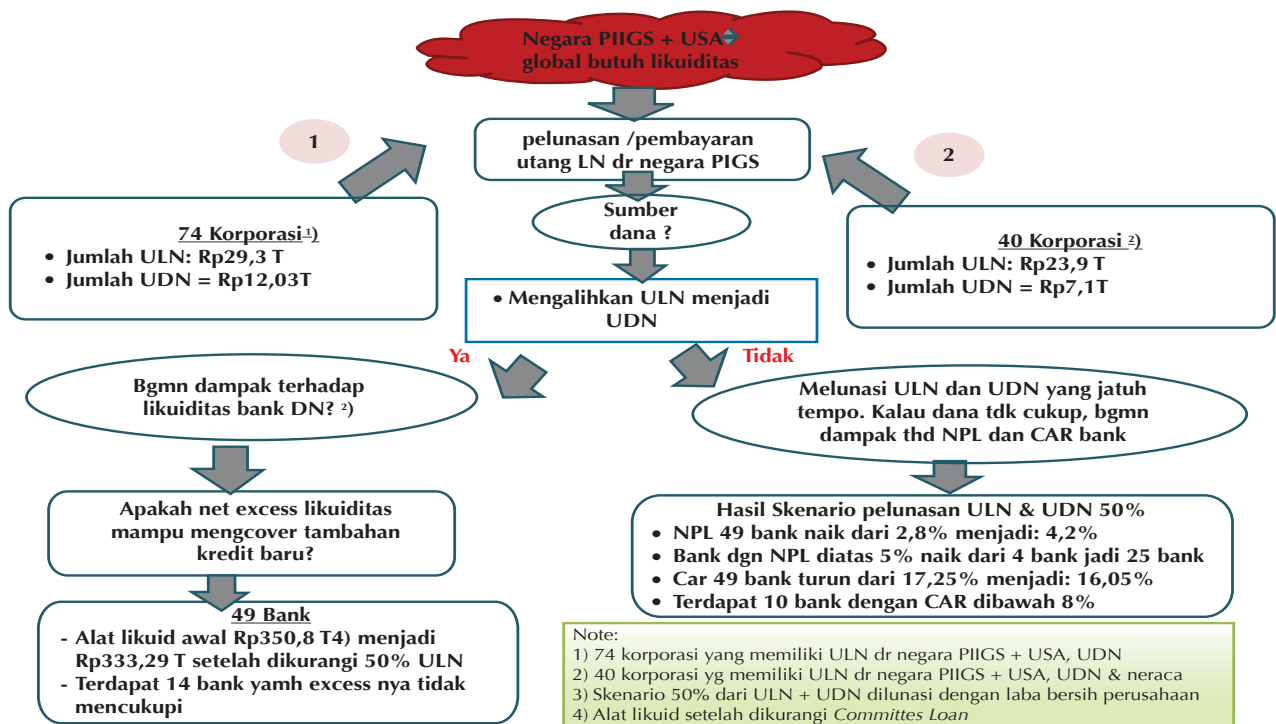 Negara PIIGS + USA
global butuh likuiditas
pelunasan /pembayaran
utang LN dr negara PIGS
1
2
Sumber
dana ?
74 Korporasi 1)
• Jumlah ULN: Rp29,3 T
• Jumlah UDN = Rp12,03T
40 Korporasi 2)
• Jumlah ULN: Rp23,9 T
• Jumlah UDN = Rp7,1T
• Mengalihkan ULN menjadi
UDN
Ya
Tidak
Bgmn dampak terhadap
likuiditas bank DN? 2)
Melunasi ULN dan UDN yang jatuh
tempo. Kalau dana tdk cukup, bgmn
dampak thd NPL dan CAR bank
Apakah net excess likuiditas
mampu mengcover tambahan
kredit baru?
Hasil Skenario pelunasan ULN & UDN 50%
• NPL 49 bank naik dari 2,8% menjadi: 4,2%
• Bank dgn NPL diatas 5% naik dari 4 bank jadi 25 bank
• Car 49 bank turun dari 17,25% menjadi: 16,05%
• Terdapat 10 bank dengan CAR dibawah 8%
49 Bank
- Alat likuid awal Rp350,8 T4) menjadi
Rp333,29 T setelah dikurangi 50% ULN
- Terdapat 14 bank yamh excess nya tidak
mencukupi
Note:
1) 74 korporasi yang memiliki ULN dr negara PIIGS + USA, UDN
2) 40 korporasi yg memiliki ULN dr negara PIIGS + USA, UDN & neraca
3) Skenario 50% dari ULN + UDN dilunasi dengan laba bersih perusahaan
4) Alat likuid setelah dikurangi Committes Loan